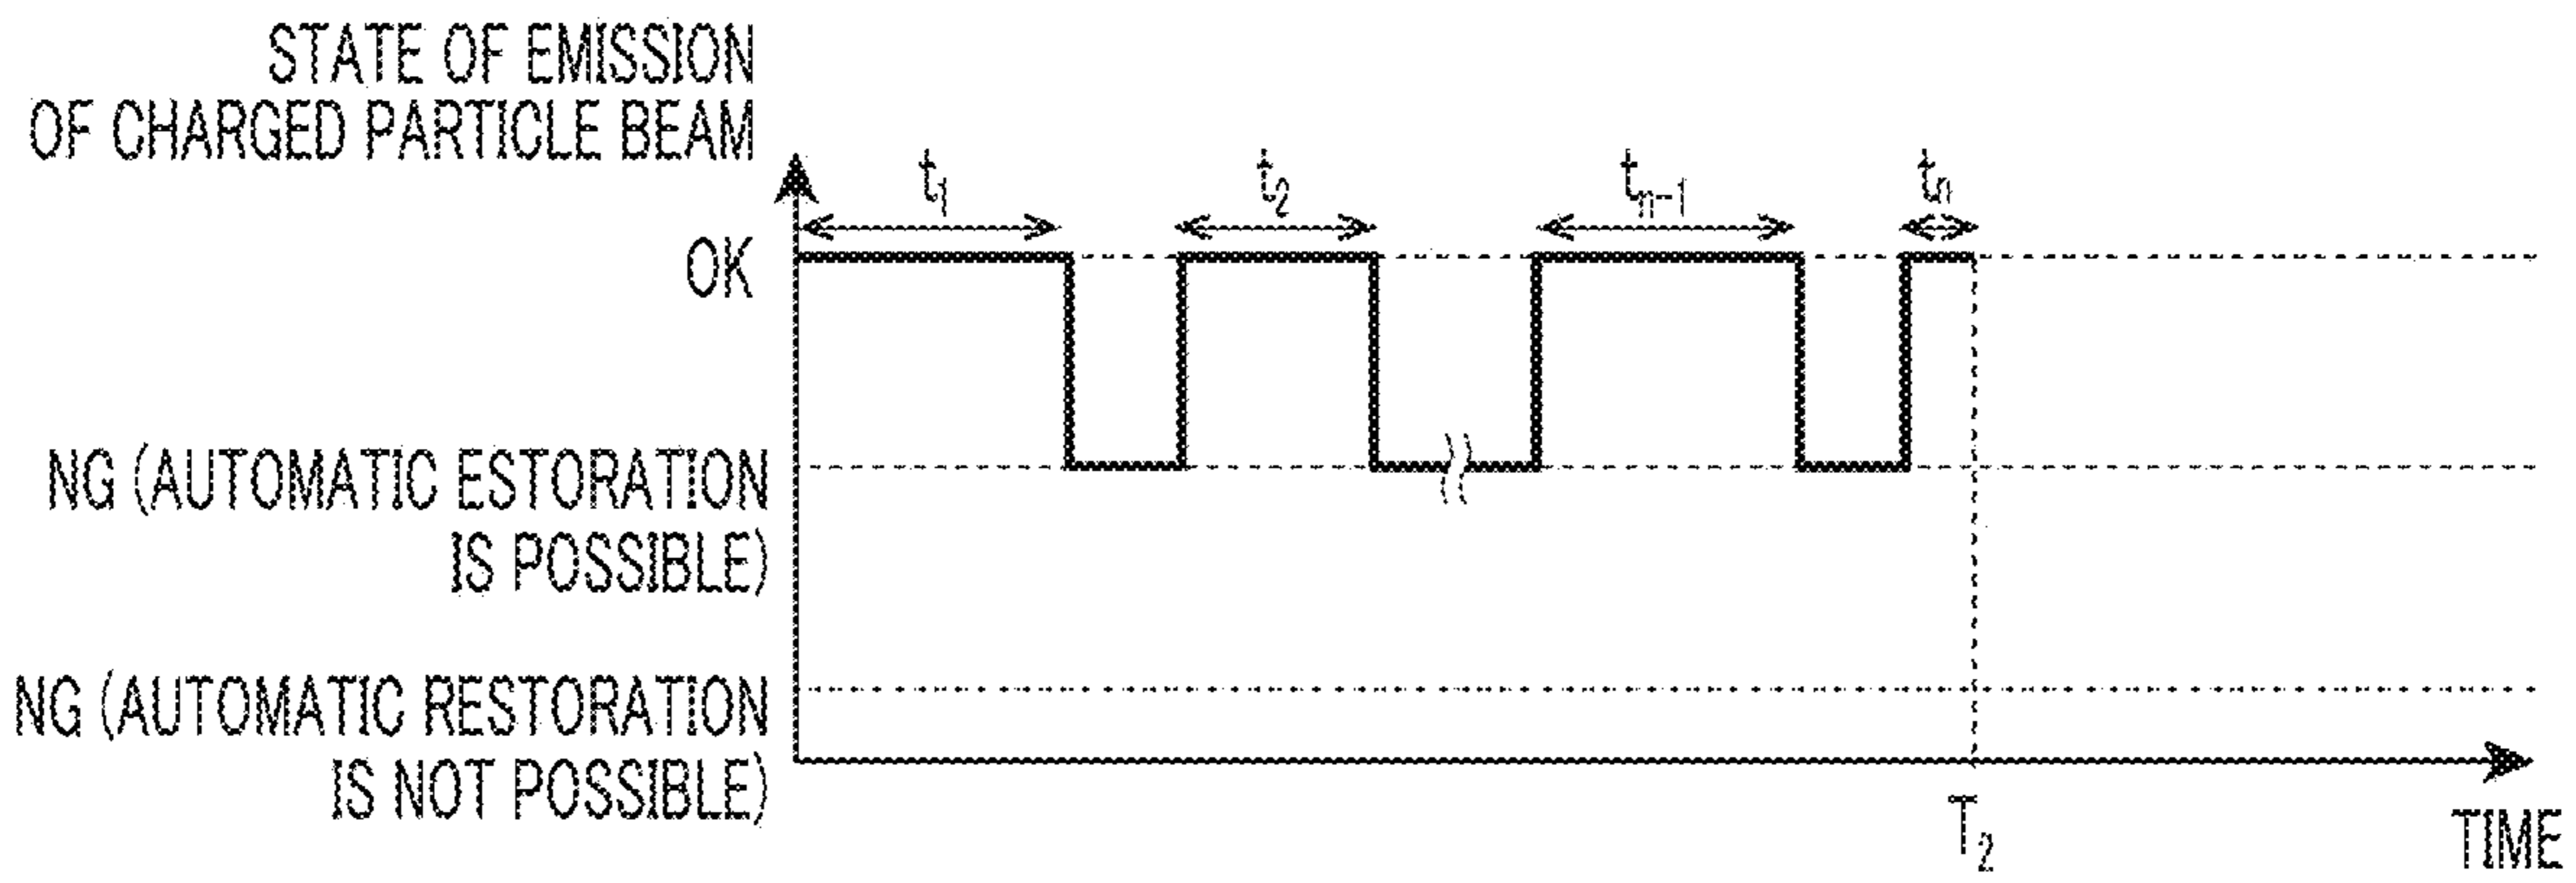 STATE OF EMISSION
OF CHARGED PARTICLE BEAM
t1 t2 tn-1 tn
OK
NG (AUTOMATIC ESTORATION
IS POSSIBLE)
NG (AUTOMATIC RESTORATION
IS NOT POSSIBLE)
T2
TIME